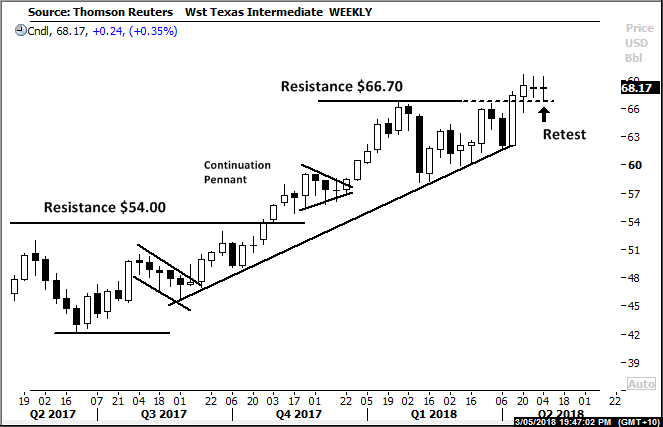 Source: Thomson Reuters Wst Texas Intermediate WEEKLY
Cndl, 68.17, +0.24, (+0.35%)
Price
USD
Bbl
Resistance $66.70
69
68.17
66
Retest
63
Continuation
Pennant
60
57
Resistance $54.00
54
51
48
45
42
39
Auto
19 02 16 07 21 04 18 01 04 18 02 16 01 22 05 19 05 19 02 16 06 20 04 18 01 22
Q2 2017 Q3 2017 Q4 2017 Q1 2018 Q2 2018
3/05/2018 19:47:02 PM (GMT+10)